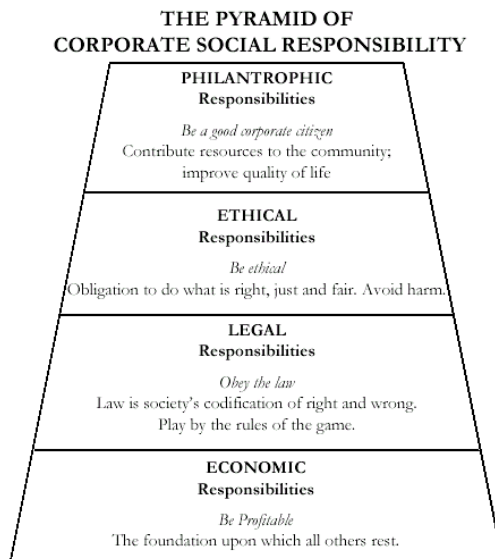 THE PYRAMID OF
CORPORATE SOCIAL RESPONSIBILITY
PHILANTROPHIC
Responsibilities
Be a good corporate citizen
Contribute resources to the community;
improve quality of life
ETHICAL
Responsibilities
Be ethical
Obligation to do what is right, just and fair. Avoid harm.
LEGAL
Responsibilities
Obey the law
Law is society's codification of right and wrong.
Play by the rules of the game.
ECONOMIC
Responsibilities
Be Profitable
The foundation upon which all others rest.